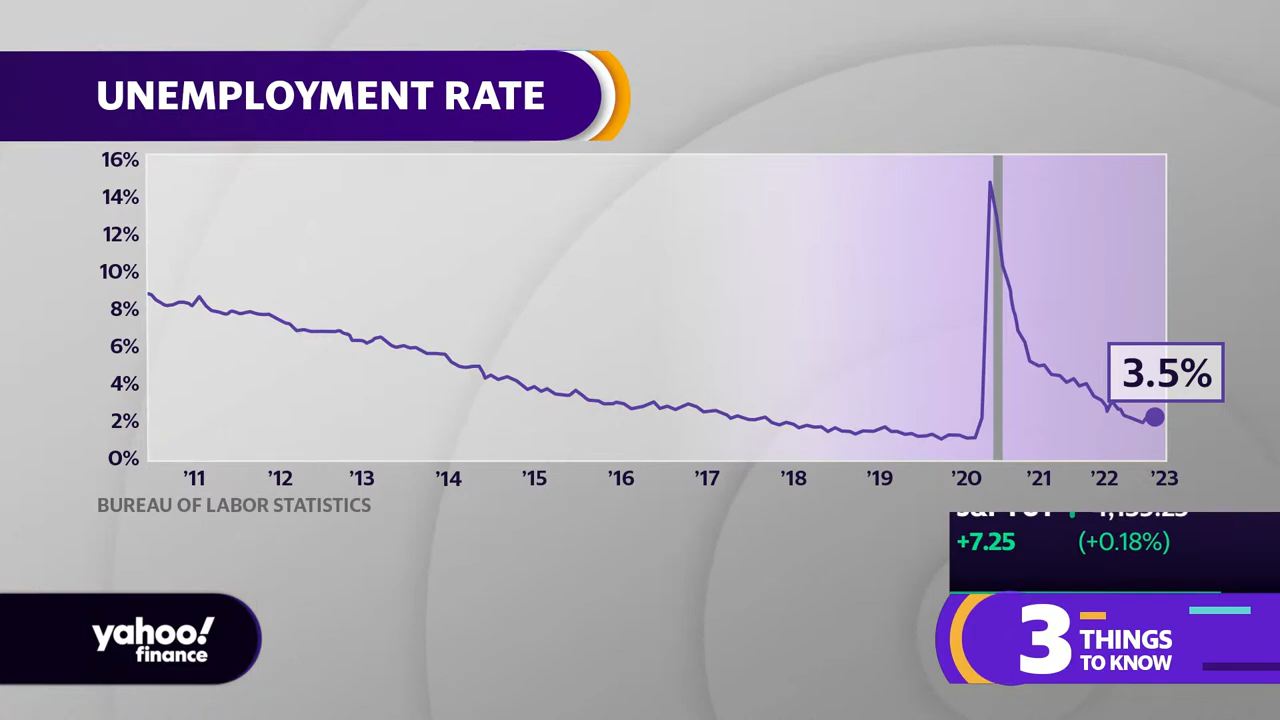 UNEMPLOYMENT RATE
16%
14%
12%
10%
8%
6%
4%
2%
0%
3.5%
'11 '12 '13 '14 '15 '16 '17 '18 '19 '20 '21 '22 '23
BUREAU OF LABOR STATISTICS
+7.25 (+0.18%)
yahoo!
finance
3 THINGS
TO KNOW